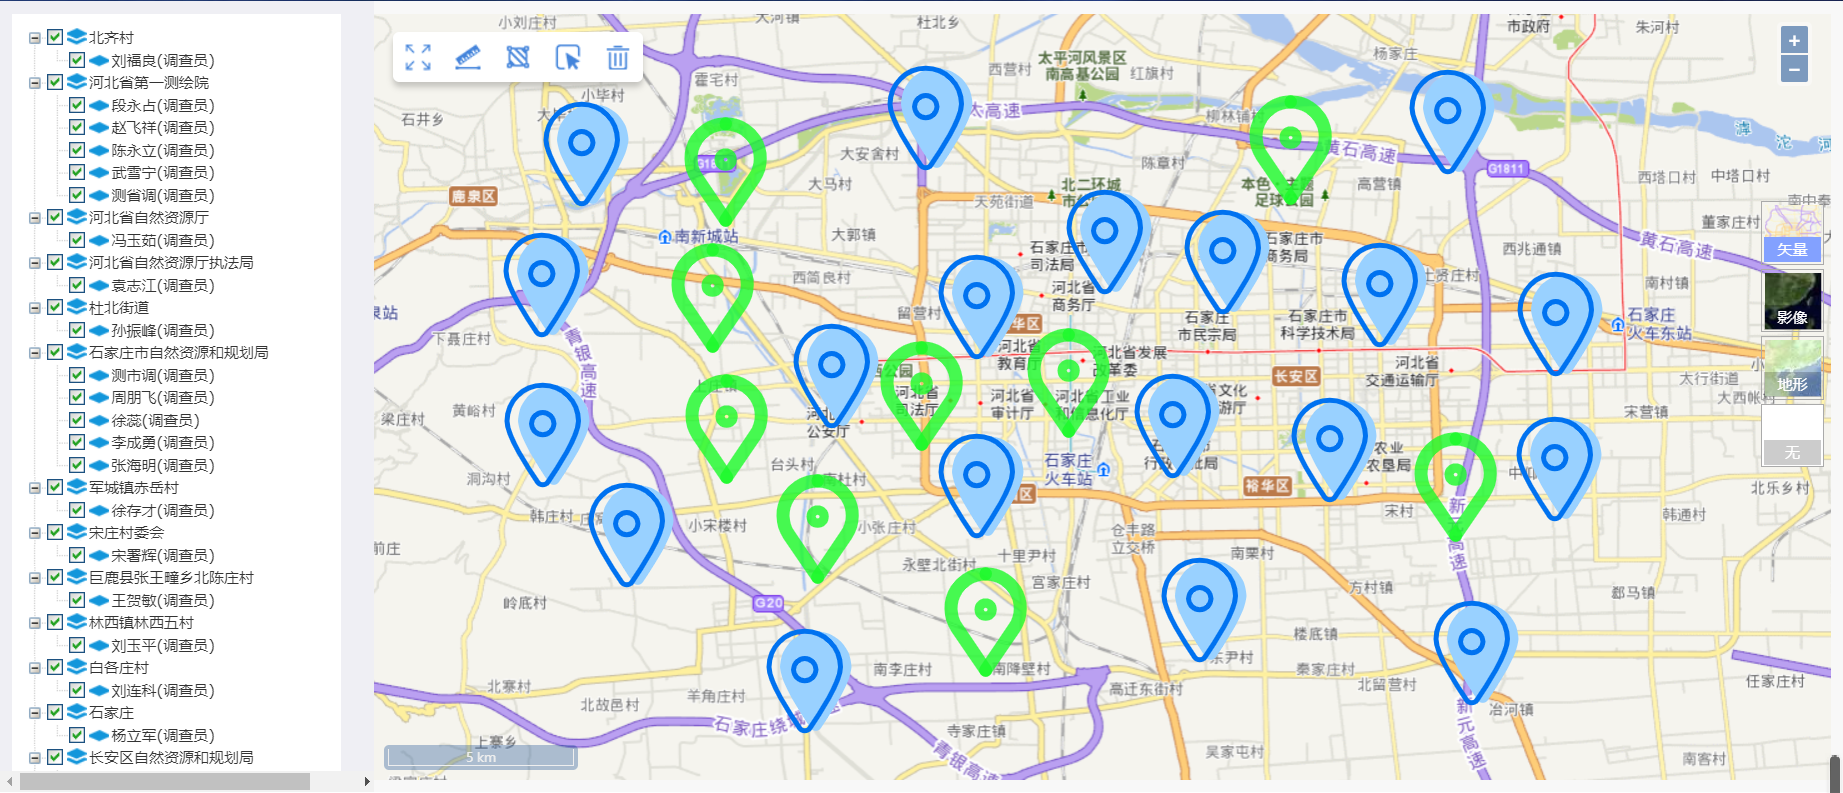 北齐村
刘福良(调查员)
河北省第一测绘院
段永占(调查员)
赵飞祥(调查员)
陈永立(调查员)
武雪宁(调查员)
测省调(调查员)
河北省自然资源厅
冯玉茹(调查员)
河北省自然资源厅执法局
袁志江(调查员)
杜北街道
孙振峰(调查员)
石家庄市自然资源和规划局
测市调(调查员)
周朋飞(调查员)
徐蕊(调查员)
李成勇(调查员)
张海明(调查员)
军城镇赤岳村
徐存才(调查员)
宋庄村委会
宋署辉(调查员)
巨鹿县张王疃乡北陈庄村
王贺敏(调查员)
林西镇林西五村
刘玉平(调查员)
白各庄村
刘连科(调查员)
石家庄
杨立军(调查员)
长安区自然资源和规划局
小刘庄村
大河镇
杜北乡
市政府
朱河村
杨家庄
太平河风景区
南高基公园
西营村
红旗村
霍宅村
小毕村
石井乡
太高速
柳林铺
滹
沱
河
黄石高速
大安舍村
陈章村
G1811
鹿泉区
大马村
北二环城
天苑街道
本色·主题
足球公园
高营镇
西塔口村
中塔口村
南中奉
董家庄村
南新城站
大郭镇
石家庄市
司法局
石家庄市
商务局
西兆通镇
黄石高速
矢量
西简良村
河北省
商务厅
上贤庄村
南村镇
泉站
留营村
石家庄
市民宗局
石家庄市
科学技术局
石家庄
火车东站
影像
下聂庄村
青银高速
河北省
教育厅
河北省发展
改革委
河北省
交通运输厅
长安区
太行街道
地形
西公园
上庄镇
黄峪村
梁庄村
河北省
司法厅
河北省
审计厅
河北省工业
和信息化厅
大西帐村
宋营镇
公安厅
无
台头村
南杜村
石家庄
火车站
农业
农垦局
洞沟村
裕华区
北乐乡村
韩庄村
小宋楼村
小张庄村
仓丰路
立交桥
宋村
韩通村
前庄
永壁北街村
十里尹村
南栗村
宫家庄村
新元高速
方村镇
郄马镇
岭底村
G20
楼底镇
南李庄村
南降壁村
东尹村
秦家庄村
任家庄村
北寨村
羊角庄村
北故邑村
高迁东街村
北留营村
冶河镇
石家庄绕城
上寨乡
寺家庄镇
青银高速
吴家屯村
新元高速
南客村
5 km